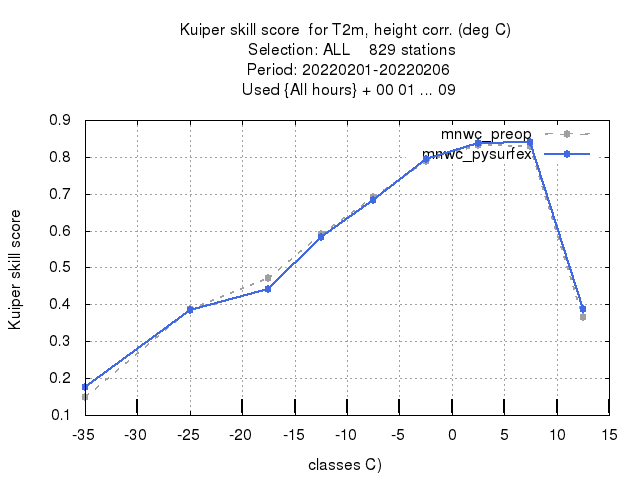 Kuiper skill score  for T2m, height corr. (deg C)
Selection: ALL    829 stations
Period: 20220201-20220206
Used {All hours} + 00 01 ... 09
mnwc_preop
mnwc_pysurfex
0.9
0.8
0.7
0.6
0.5
0.4
0.3
0.2
0.1
Kuiper skill score
-35 -30 -25 -20 -15 -10 -5 0 5 10 15
classes C)